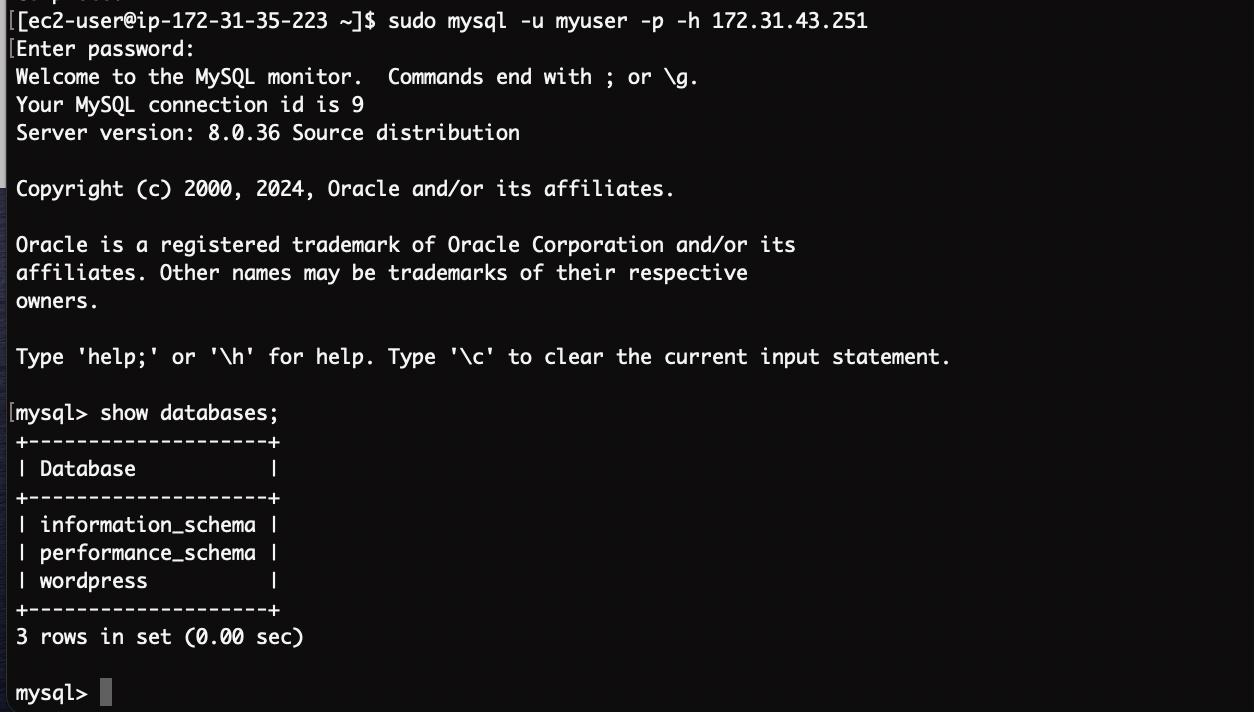 [[ec2-user@ip-172-31-35-223 ~]$ sudo mysql -u myuser -p -h 172.31.43.251
[Enter password:
Welcome to the MySQL monitor.  Commands end with ; or \g.
Your MySQL connection id is 9
Server version: 8.0.36 Source distribution
Copyright (c) 2000, 2024, Oracle and/or its affiliates.
Oracle is a registered trademark of Oracle Corporation and/or its
affiliates. Other names may be trademarks of their respective
owners.
Type 'help;' or '\h' for help. Type '\c' to clear the current input statement.
[mysql> show databases;
+--------------------+
| Database           |
+--------------------+
| information_schema |
| performance_schema |
| wordpress          |
+--------------------+
3 rows in set (0.00 sec)
mysql>